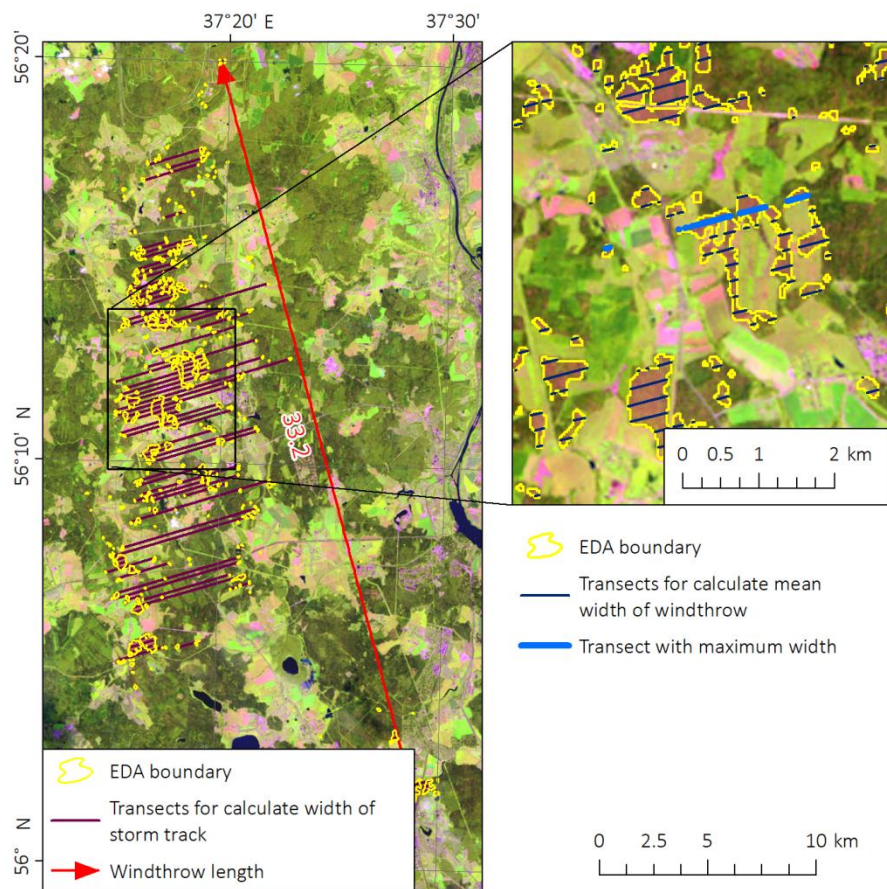 37°20' E
37°30'
56°20'
N
56°10'
N
56°
33.2
EDA boundary
Transects for calculate width of
storm track
Windthrow length
0 0.5 1 2 km
EDA boundary
Transects for calculate mean
width of windthrow
Transect with maximum width
0 2.5 5 10 km